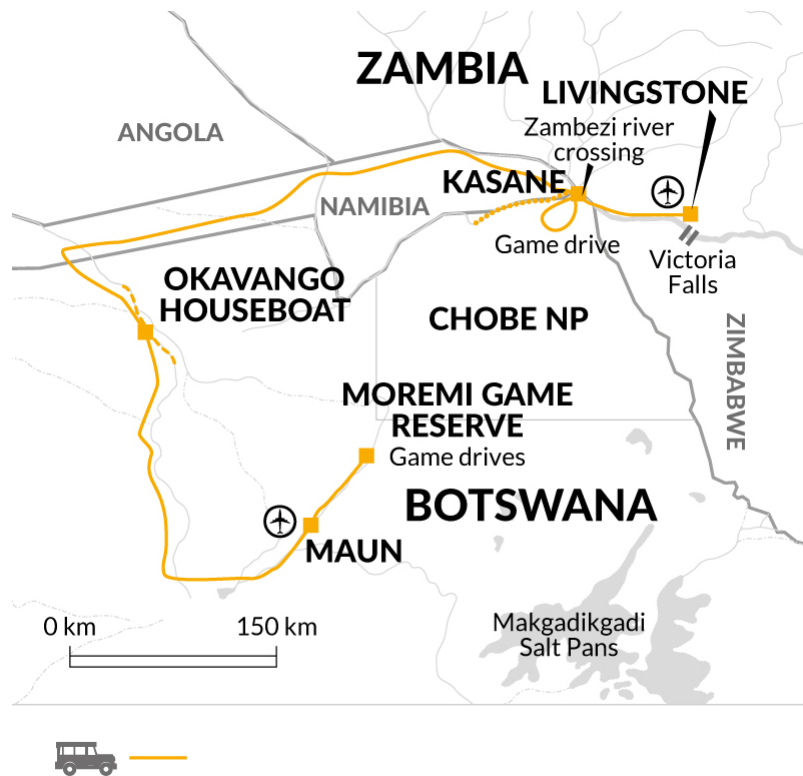 ZAMBIA
LIVINGSTONE
ANGOLA
Zambezi river
crossing
KASANE
NAMIBIA
Game drive
Victoria
Falls
OKAVANGO
HOUSEBOAT
CHOBE NP
ZIMBABWE
MOREMI GAME
RESERVE
Game drives
BOTSWANA
MAUN
Makgadikgadi
Salt Pans
0 km 150 km